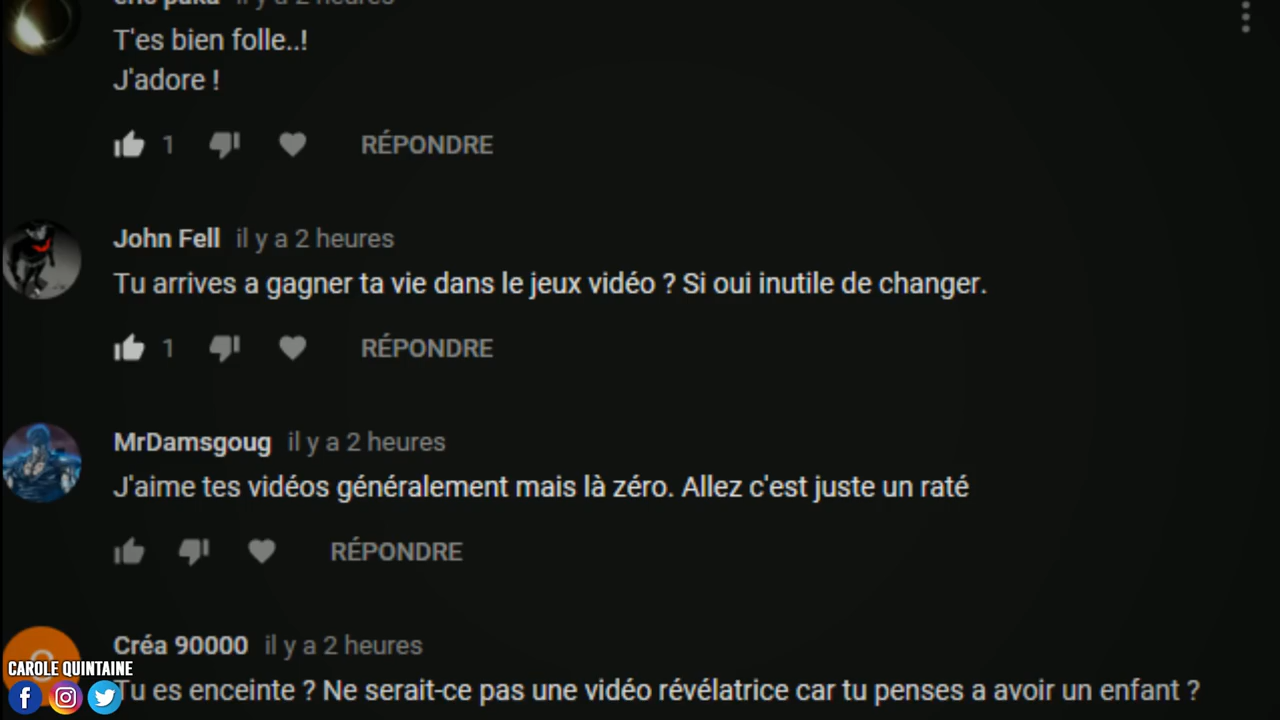 il y a 2 heures
T'es bien folle..!
J'adore !
1
RÉPONDRE
John Fell il y a 2 heures
Tu arrives a gagner ta vie dans le jeux vidéo ? Si oui inutile de changer.
1
RÉPONDRE
MrDamsgoug il y a 2 heures
J'aime tes vidéos généralement mais là zéro. Allez c'est juste un raté
RÉPONDRE
Créa 90000 il y a 2 heures
Tu es enceinte ? Ne serait-ce pas une vidéo révélatrice car tu penses a avoir un enfant ?
CAROLE QUINTAINE